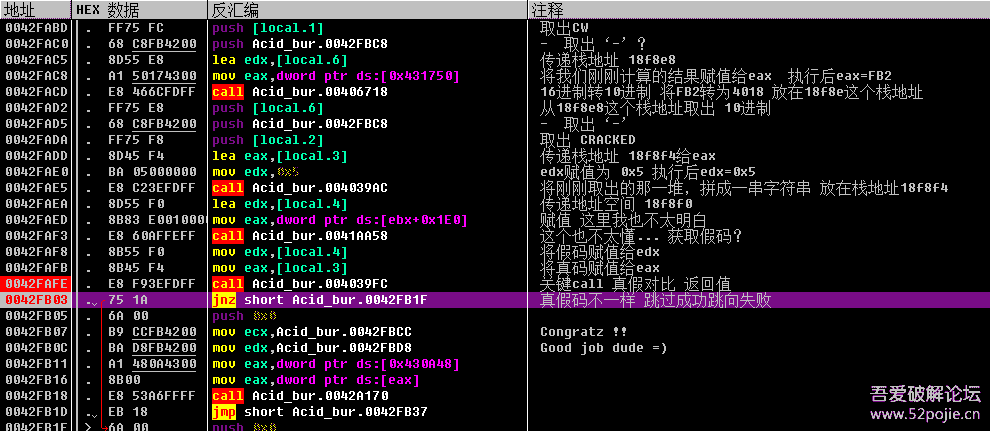 地址 HEX 数据 反汇编 注释
0042FABD . FF75 FC push [local.1] 取出CW
0042FAC0 . 68 C8FB4200 push Acid_bur.0042FBC8 - 取出‘-’?
0042FAC5 . 8D55 E8 lea edx,[local.6] 传递栈地址 18f8e8
0042FAC8 . A1 50174300 mov eax,dword ptr ds:[0x431750] 将我们刚刚计算的结果赋值给eax 执行后eax=FB2
0042FACD . E8 466CFDFF call Acid_bur.00406718 16进制转10进制 将FB2转为4018 放在18f8e这个栈地址
0042FAD2 . FF75 E8 push [local.6] 从18f8e8这个栈地址取出 10进制
0042FAD5 . 68 C8FB4200 push Acid_bur.0042FBC8 - 取出‘-’
0042FADA . FF75 F8 push [local.2] 取出 CRACKED
0042FADD . 8D45 F4 lea eax,[local.3] 传递栈地址 18f8f4给eax
0042FAE0 . BA 05000000 mov edx,0x5 edx赋值为 0x5 执行后edx=0x5
0042FAE5 . E8 C23EFDFF call Acid_bur.004039AC 将刚刚取出的那一堆，拼成一串字符串 放在栈地址18f8f4
0042FAEA . 8D55 F0 lea edx,[local.4] 传递地址空间 18f8f0
0042FAED . 8B83 E0010000 mov eax,dword ptr ds:[ebx+0x1E0] 赋值 这里我也不太明白
0042FAF3 . E8 60AFFEFF call Acid_bur.0041AA58 这个也不太懂... 获取假码?
0042FAF8 . 8B55 F0 mov edx,[local.4] 将假码赋值给edx
0042FAFB . 8B45 F4 mov eax,[local.3] 将真码赋值给eax
0042FAFE . E8 F93EFDFF call Acid_bur.004039FC 关键call 真假对比 返回值
0042FB03 . 75 1A jnz short Acid_bur.0042FB1F 真假码不一样 跳过成功跳向失败
0042FB05 . 6A 00 push 0x0
0042FB07 . B9 CCFB4200 mov ecx,Acid_bur.0042FBCC Congratz !!
0042FB0C . BA D8FB4200 mov edx,Acid_bur.0042FBD8 Good job dude =)
0042FB11 . A1 480A4300 mov eax,dword ptr ds:[0x430A48]
0042FB16 . 8B00 mov eax,dword ptr ds:[eax]
0042FB18 . E8 53A6FFFF call Acid_bur.0042A170
0042FB1D . EB 18 jmp short Acid_bur.0042FB37
0042FB1F > 6A 00 push 0x0
吾爱破解论坛
www.52pojie.cn